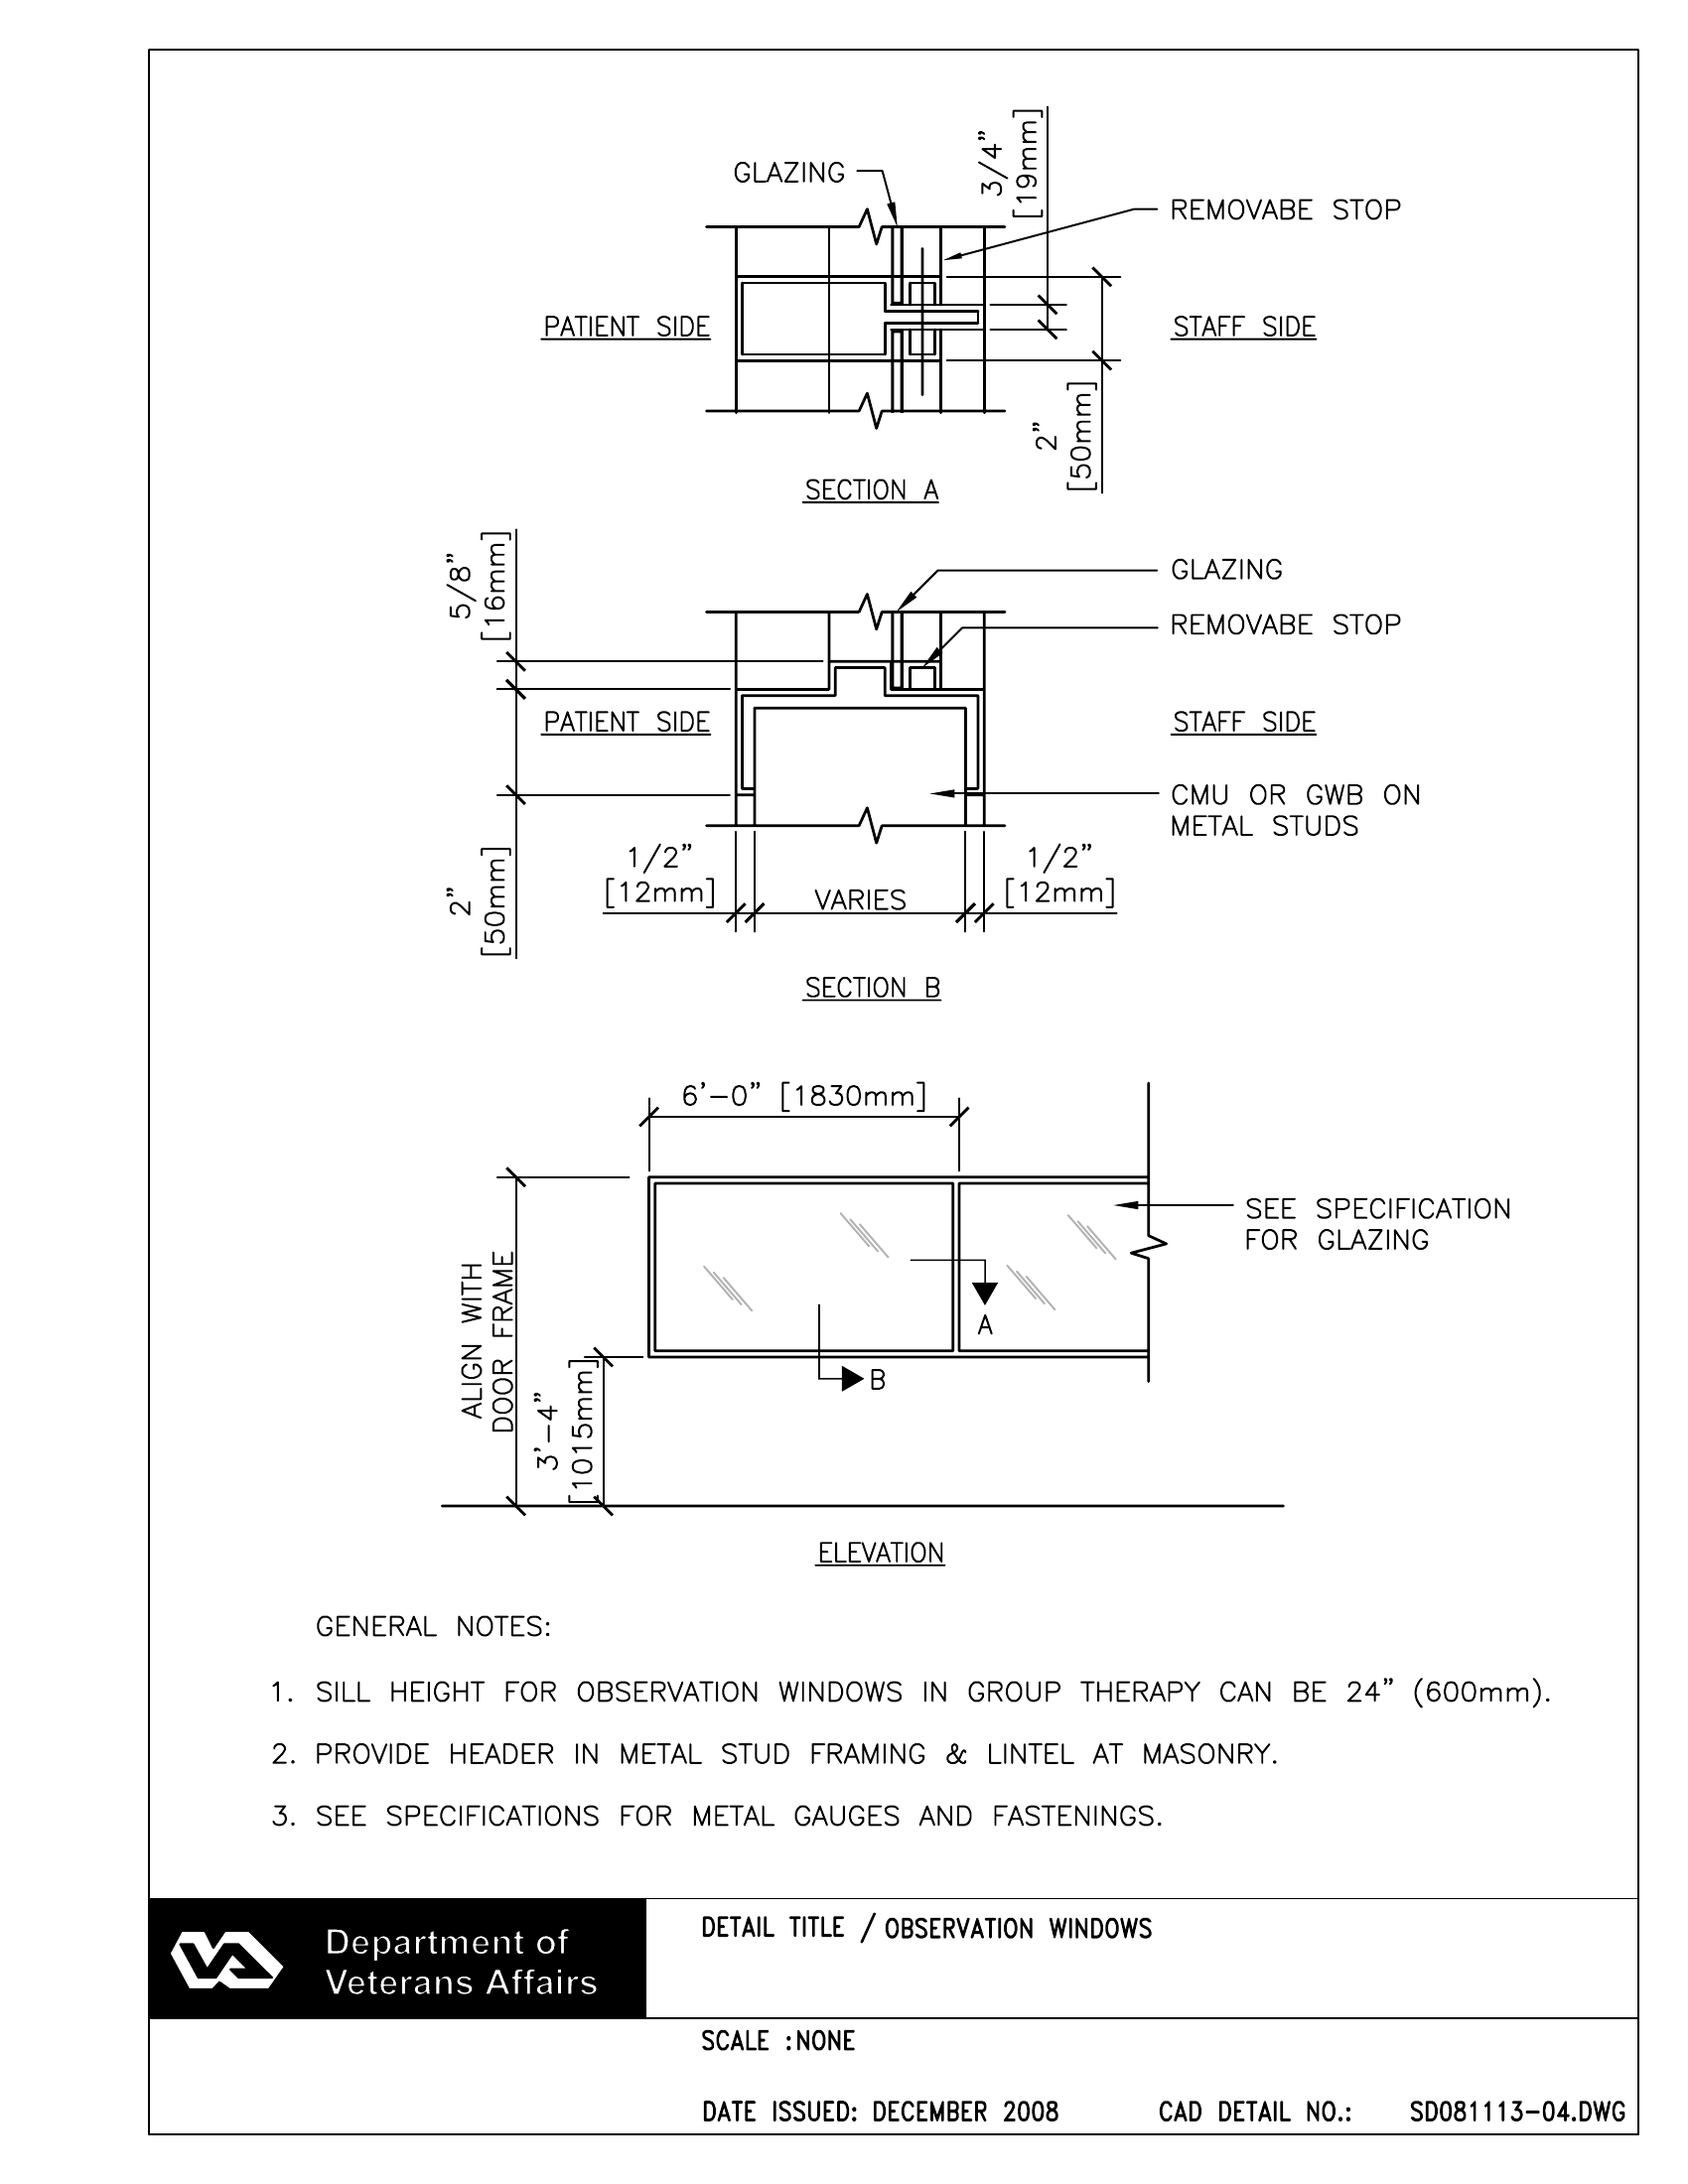 GLAZING
3/4"
[19mm]
REMOVABE STOP
PATIENT SIDE
STAFF SIDE
2"
[50mm]
SECTION A
5/8"
[16mm]
GLAZING
REMOVABE STOP
PATIENT SIDE
STAFF SIDE
CMU OR GWB ON
METAL STUDS
2"
[50mm]
1/2"
[12mm]
VARIES
1/2"
[12mm]
SECTION B
6'-0" [1830mm]
SEE SPECIFICATION
FOR GLAZING
ALIGN WITH
DOOR FRAME
A
B
3'-4"
[1015mm]
ELEVATION
GENERAL NOTES:
1. SILL HEIGHT FOR OBSERVATION WINDOWS IN GROUP THERAPY CAN BE 24" (600mm).
2. PROVIDE HEADER IN METAL STUD FRAMING & LINTEL AT MASONRY.
3. SEE SPECIFICATIONS FOR METAL GAUGES AND FASTENINGS.
Department of
Veterans Affairs
DETAIL TITLE / OBSERVATION WINDOWS
SCALE :NONE
DATE ISSUED: DECEMBER 2008 CAD DETAIL NO.: SD081113-04.DWG